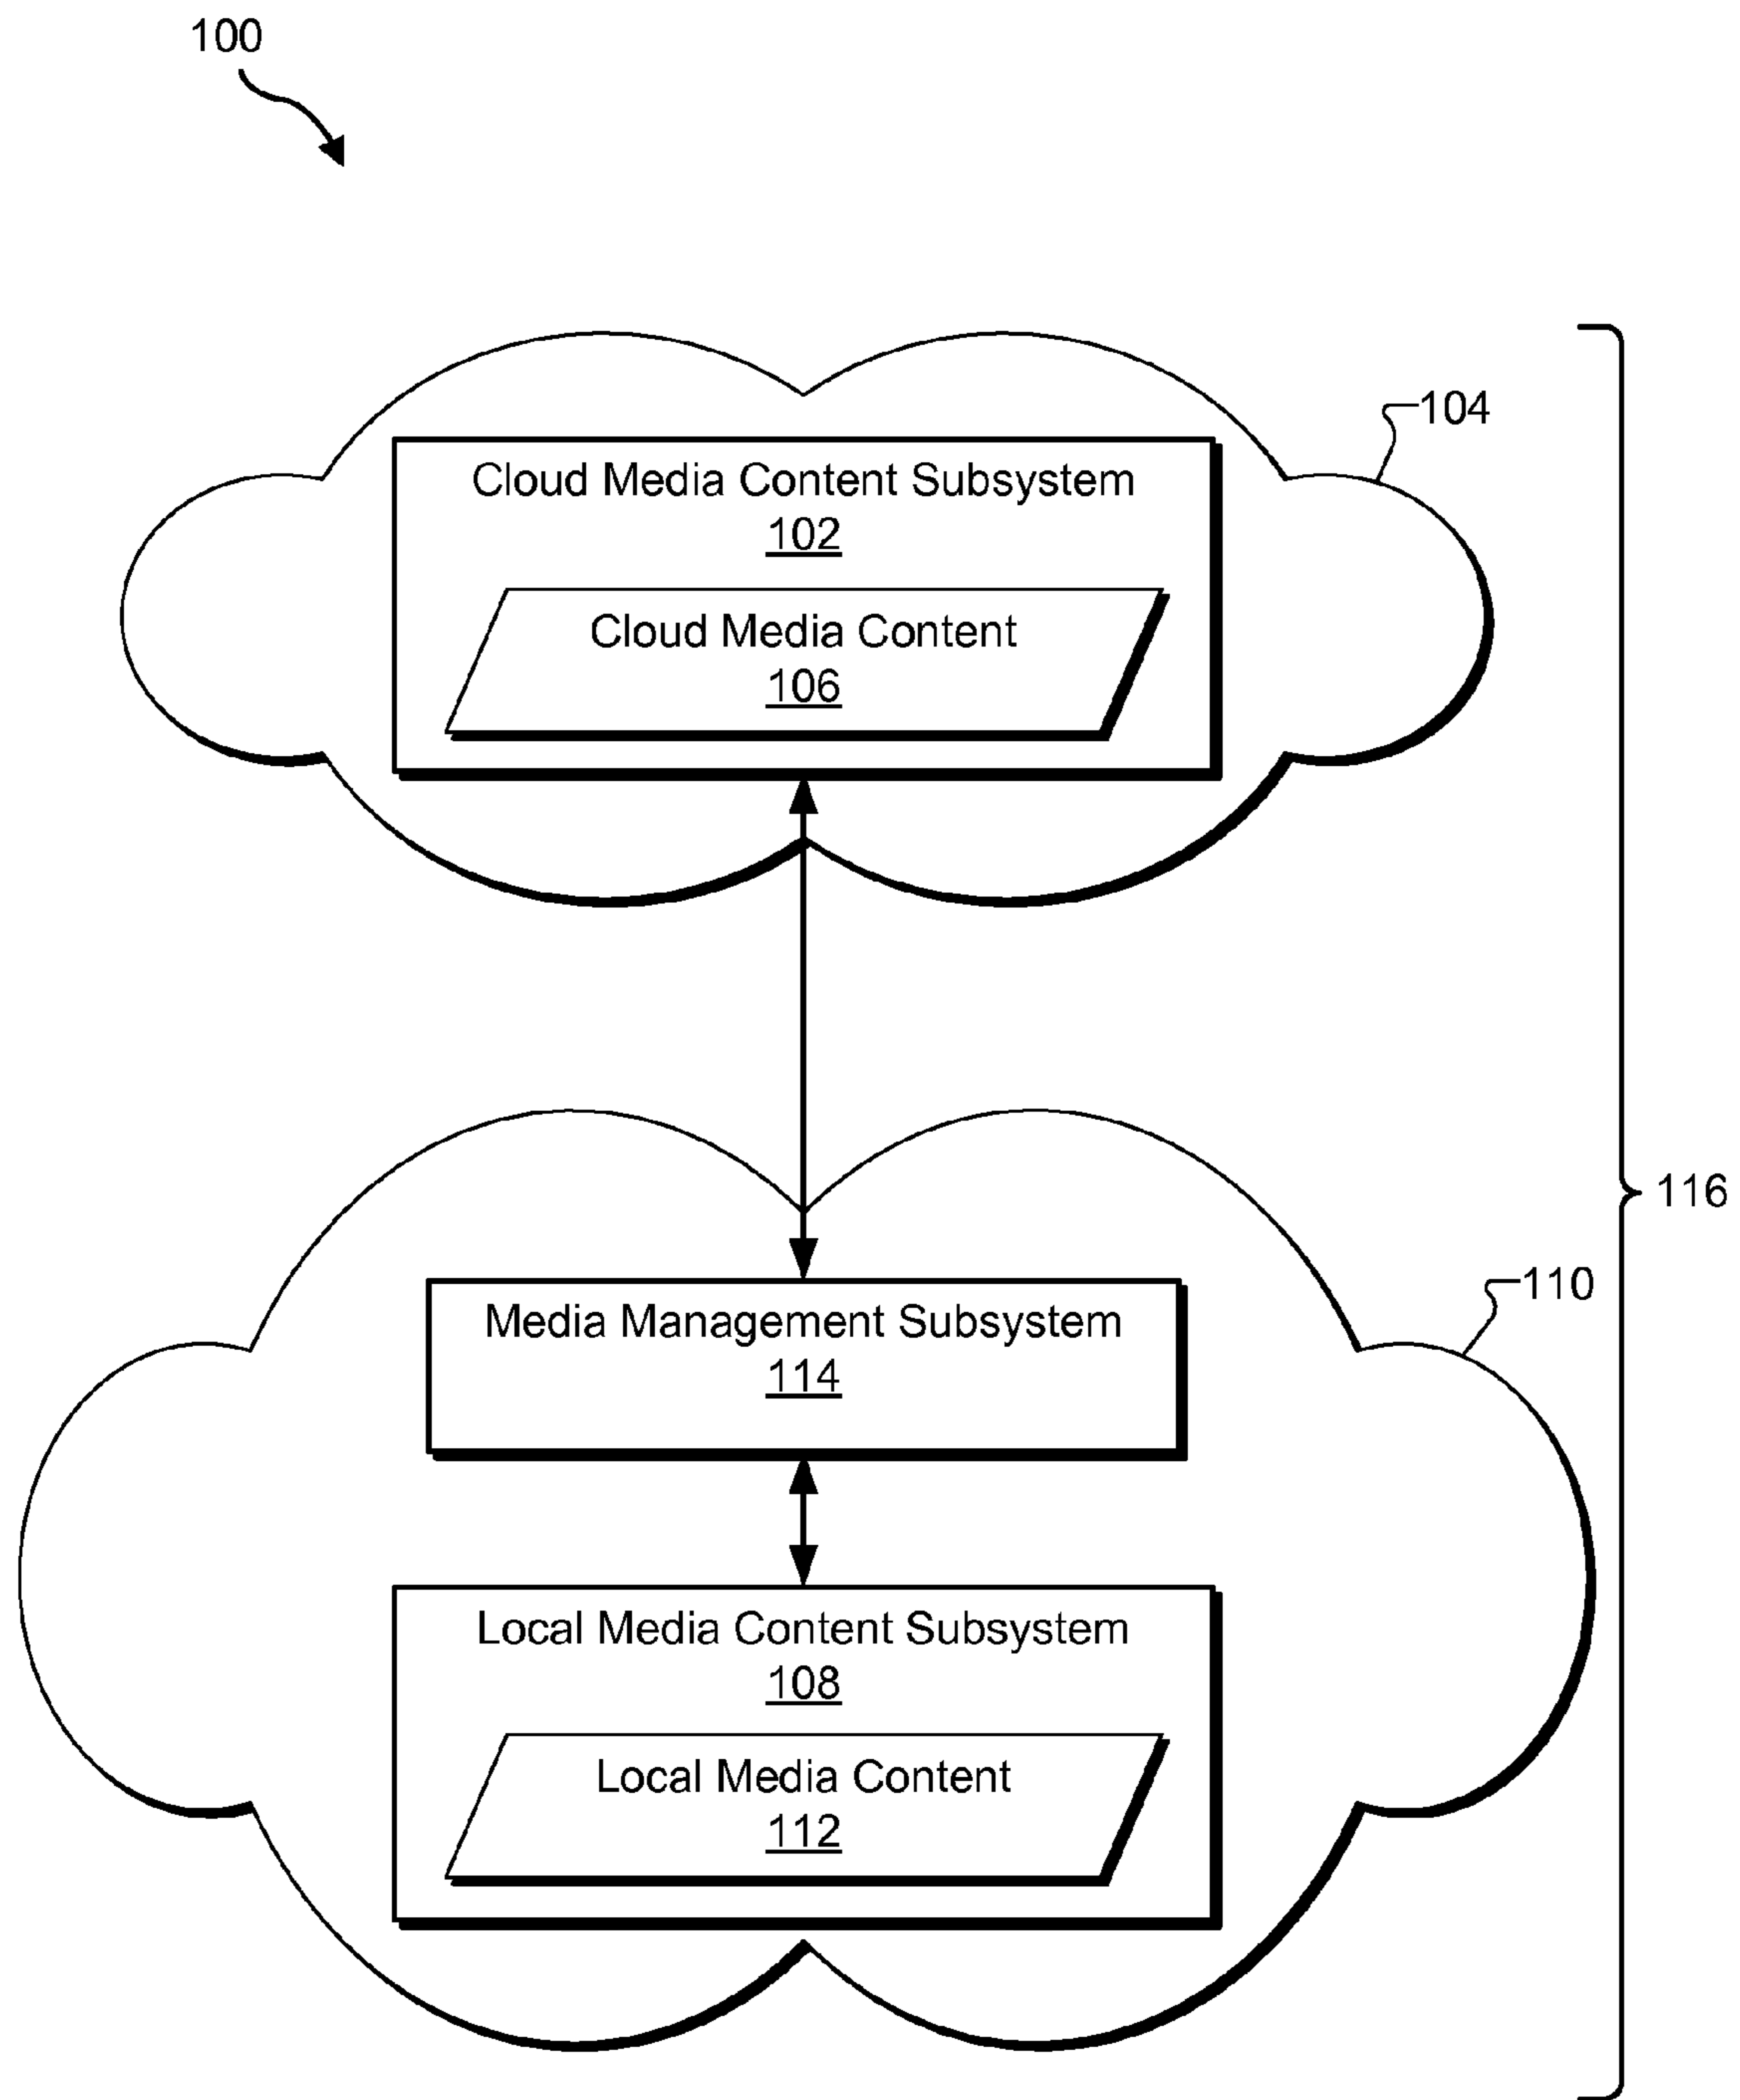 100
104
Cloud Media Content Subsystem
102
Cloud Media Content
106
116
110
Media Management Subsystem
114
Local Media Content Subsystem
108
Local Media Content
112